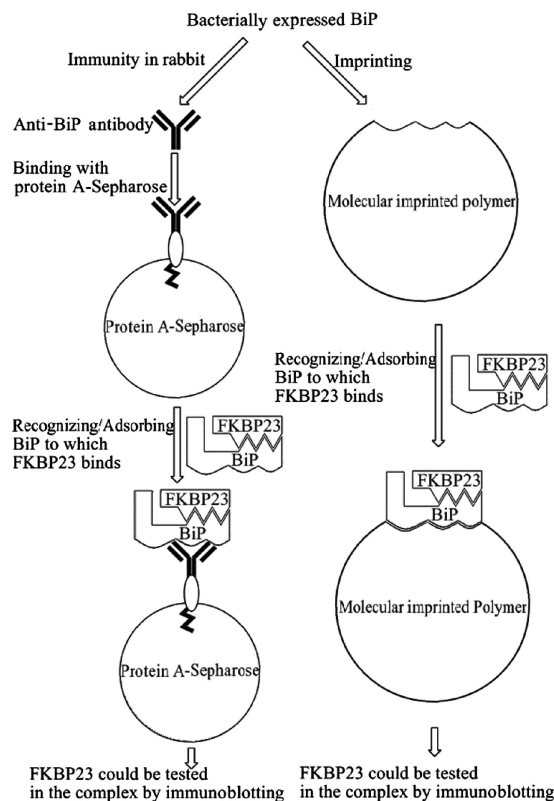 Bacterially expressed BiP
Immunity in rabbit
Imprinting
Anti-BiP antibody
Binding with
protein A-Sepharose
Molecular imprinted polymer
Protein A-Sepharose
Recognizing/Adsorbing
BiP to which
FKBP23 binds
FKBP23
BiP
Recognizing/Adsorbing
BiP to which
FKBP23 binds
FKBP23
BiP
FKBP23
BiP
FKBP23
BiP
Protein A-Sepharose
Molecular imprinted Polymer
FKBP23 could be tested
in the complex by immunoblotting
FKBP23 could be tested
in the complex by immunoblotting